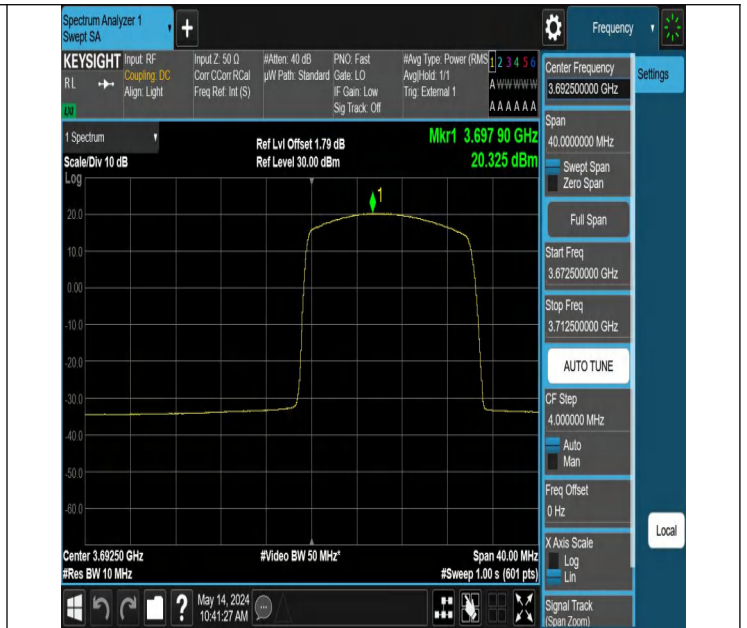 Spectrum Analyzer 1
Swept SA
+
Frequency
KEYSIGHT
RL
Input: RF
Coupling: DC
Align: Light
Input Z: 50 Ω
Corr CCorr RCal
Freq Ref: Int (S)
#Atten: 40 dB
µW Path: Standard
PNO: Fast
Gate: LO
IF Gain: Low
Sig Track: Off
#Avg Type: Power (RMS
Avg|Hold: 1/1
Trig: External 1
1 2 3 4 5 6
A W W W W W
A A A A A A
1 Spectrum
Scale/Div 10 dB
Log
Ref Lvl Offset 1.79 dB
Ref Level 30.00 dBm
Mkr1 3.697 90 GHz
20.325 dBm
1
20.0
10.0
0.00
-10.0
-20.0
-30.0
-40.0
-50.0
-60.0
Center 3.69250 GHz
#Res BW 10 MHz
#Video BW 50 MHz*
Span 40.00 MHz
#Sweep 1.00 s (601 pts)
?
May 14, 2024
10:41:27 AM
Center Frequency
3.692500000 GHz
Settings
Span
40.0000000 MHz
Swept Span
Zero Span
Full Span
Start Freq
3.672500000 GHz
Stop Freq
3.712500000 GHz
AUTO TUNE
CF Step
4.000000 MHz
Auto
Man
Freq Offset
0 Hz
X Axis Scale
Log
Lin
Local
Signal Track
(Span Zoom)